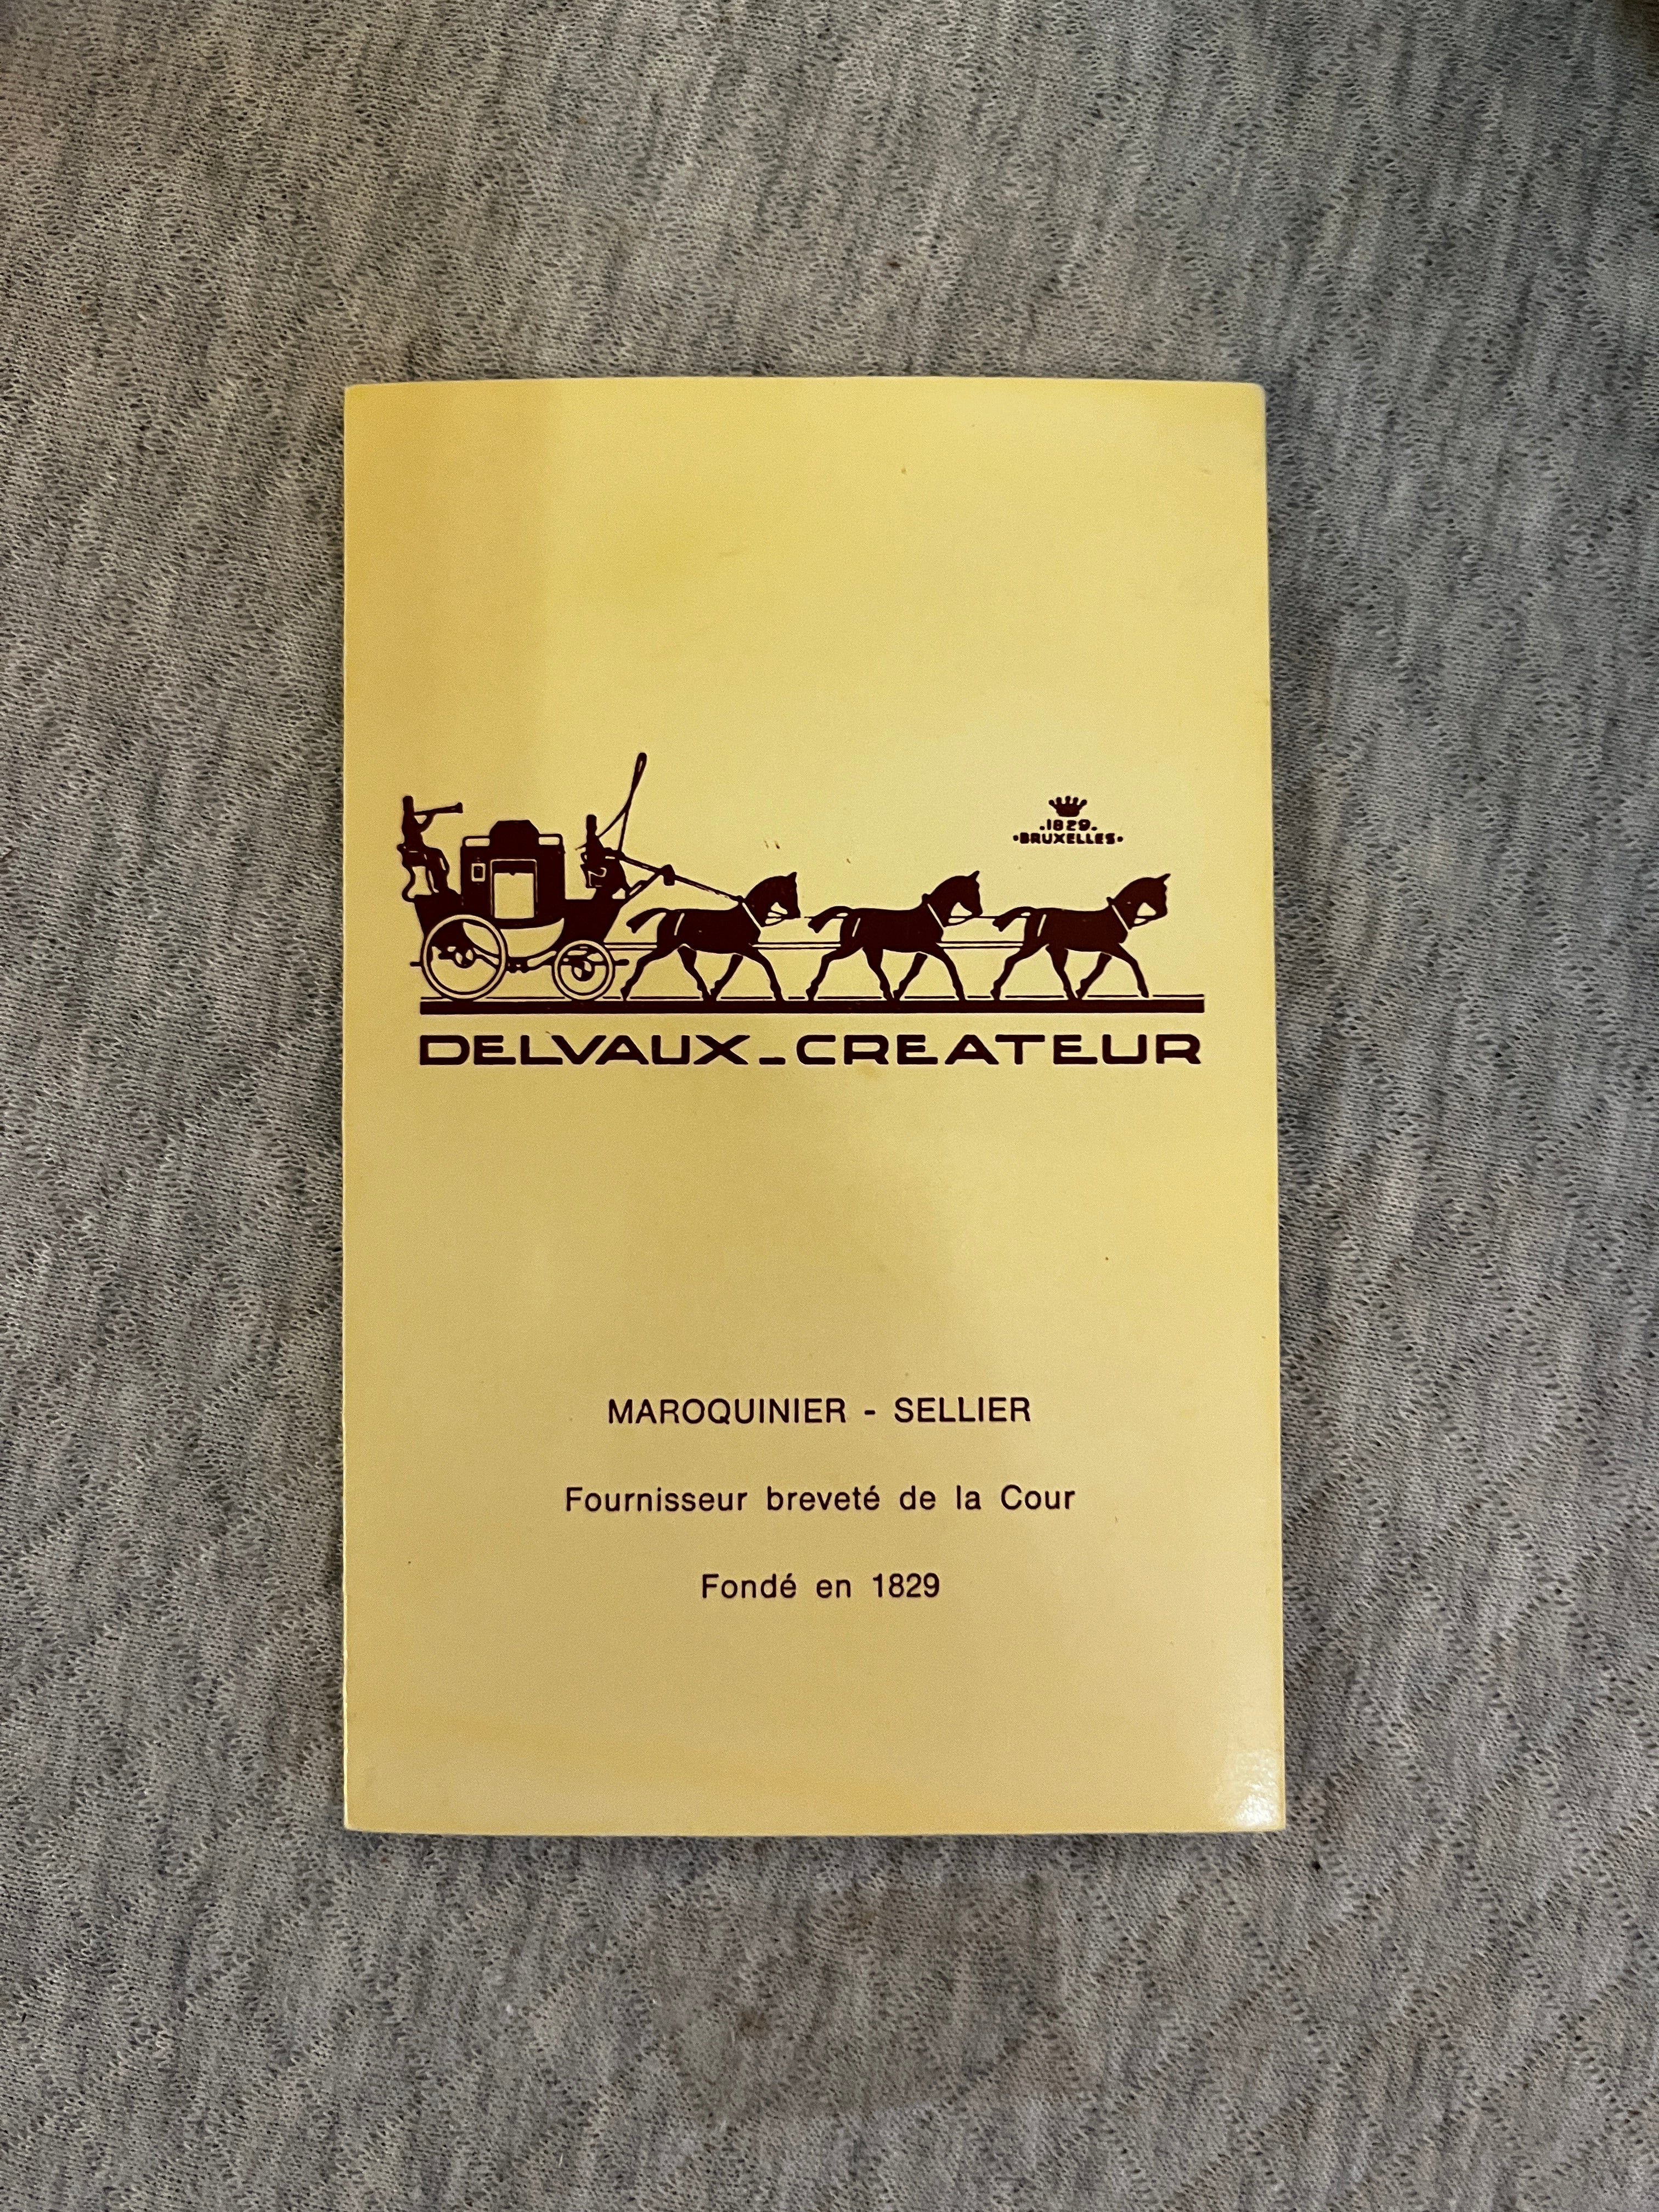 .1829.
•BRUXELLES•
DELVAUX_CREATEUR
MAROQUINIER - SELLIER
Fournisseur breveté de la Cour
Fondé en 1829